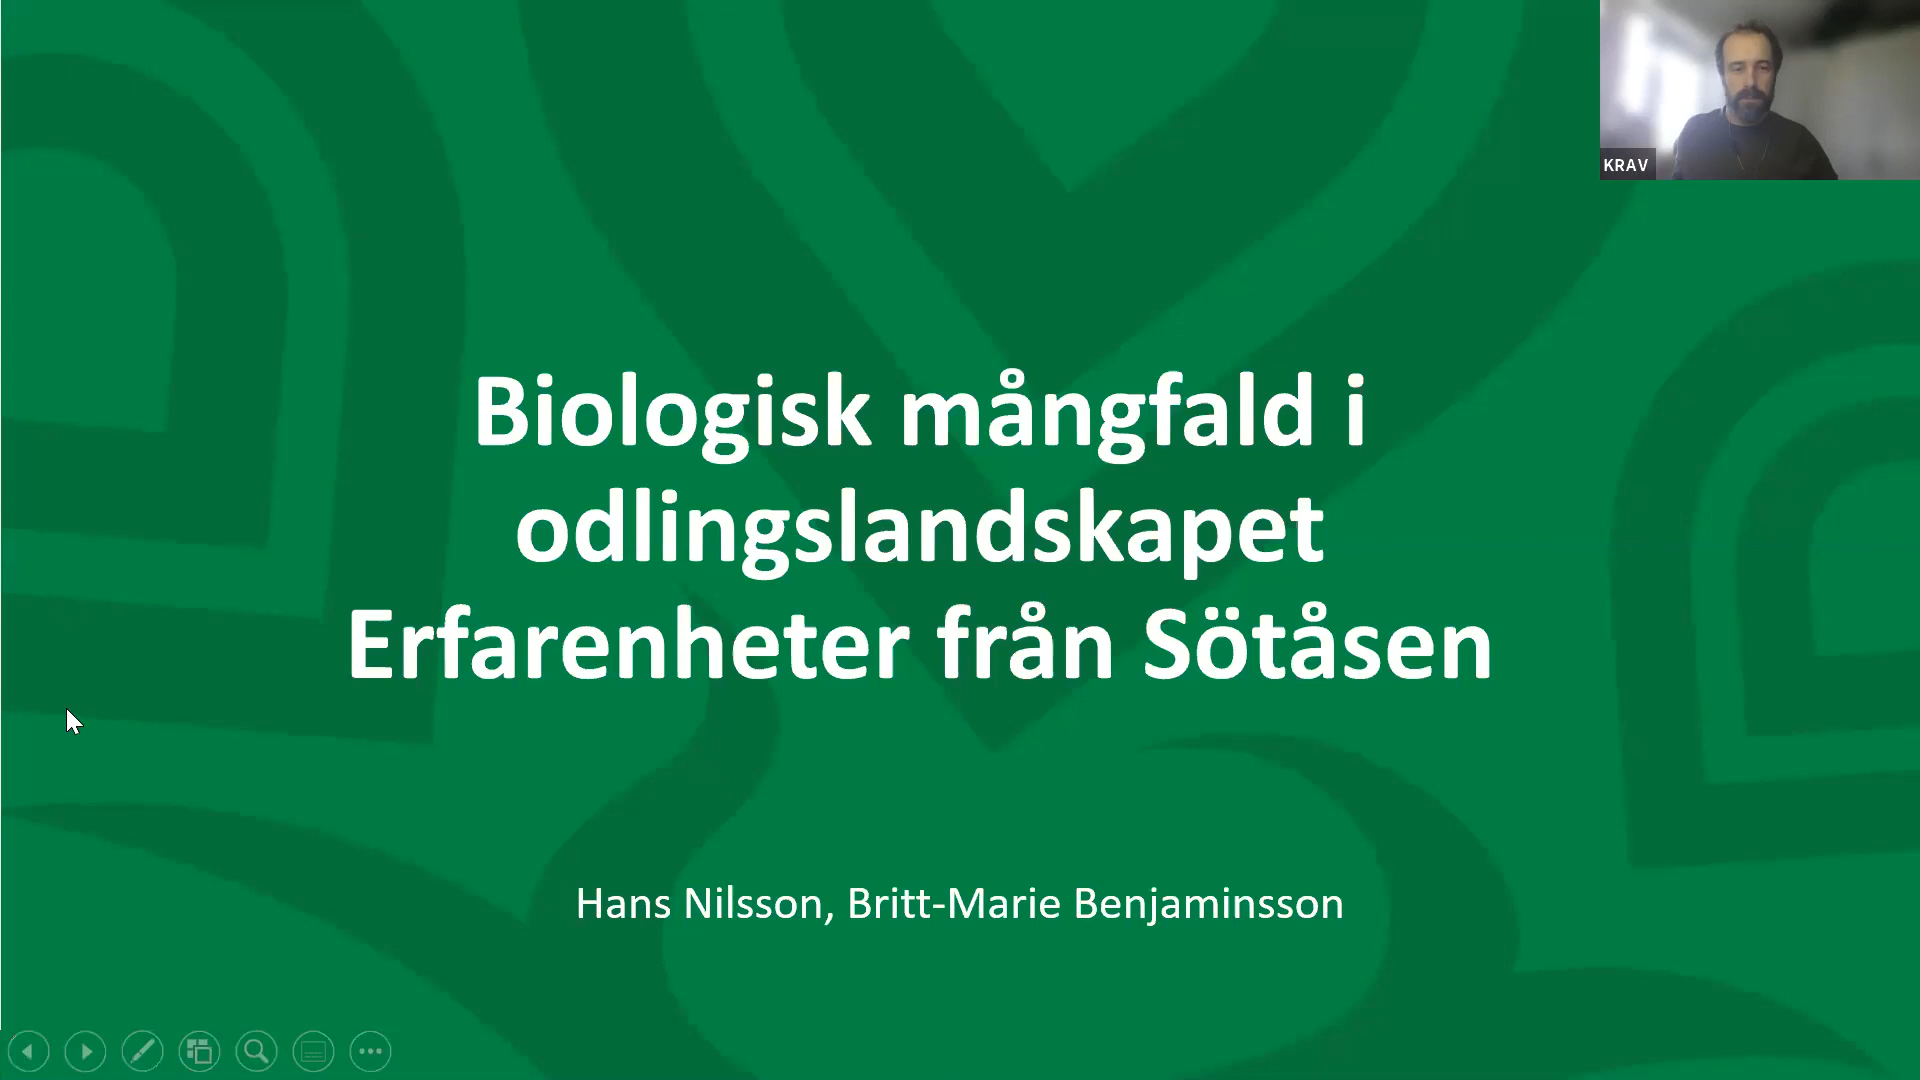 KRAV
Biologisk mångfald i
odlingslandskapet
Erfarenheter från Sötåsen
Hans Nilsson, Britt-Marie Benjaminsson